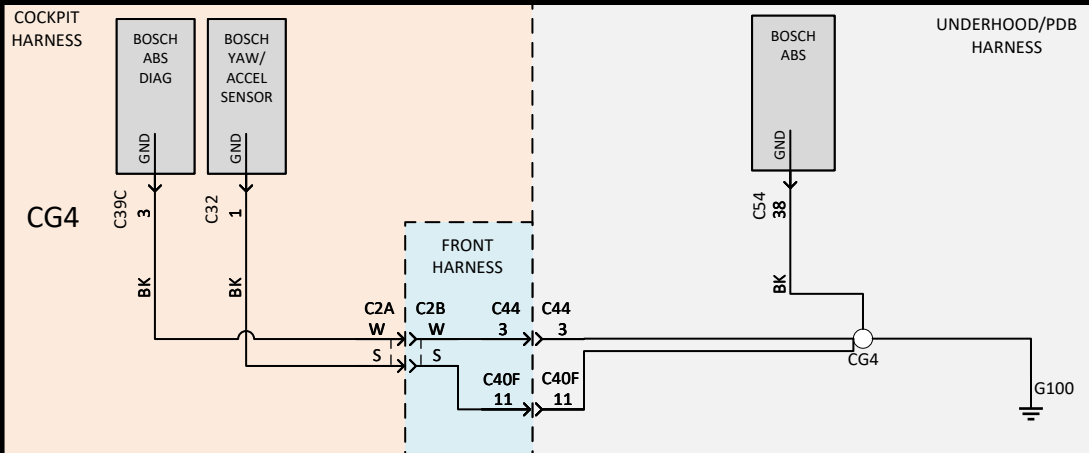 COCKPIT
HARNESS
BOSCH
ABS
DIAG
GND
BOSCH
YAW/
ACCEL
SENSOR
GND
BOSCH
ABS
GND
UNDERHOOD/PDB
HARNESS
CG4
C39C
3
C32
1
C54
38
BK
BK
BK
FRONT
HARNESS
C2A
W
C2B
W
C44
3
C44
3
S
S
C40F
11
C40F
11
CG4
G100